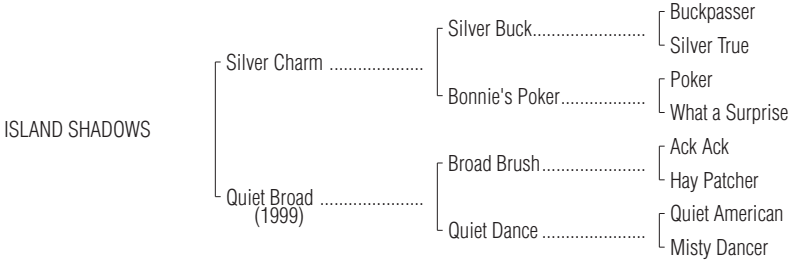 Buckpasser
Silver Buck........................
Silver True
Silver Charm ....................
Poker
Bonnie's Poker..................
What a Surprise
ISLAND SHADOWS
Ack Ack
Broad Brush......................
Hay Patcher
Quiet Broad ......................
(1999)
Quiet American
Quiet Dance ......................
Misty Dancer